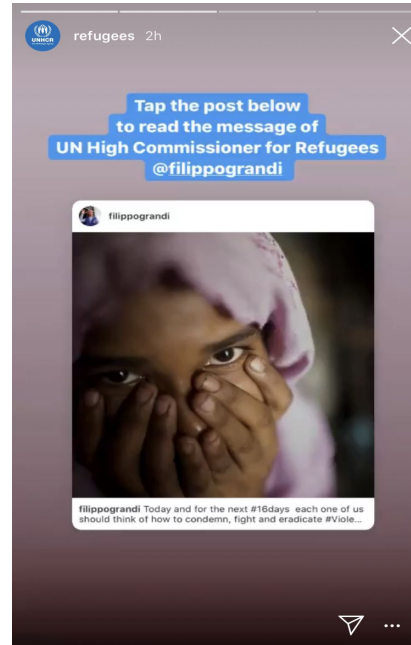 UNHCR
refugees 2h
Tap the post below
to read the message of
UN High Commissioner for Refugees
@filippograndi
filippograndi
filippograndi Today and for the next #16days each one of us
should think of how to condemn, fight and eradicate #Viole...